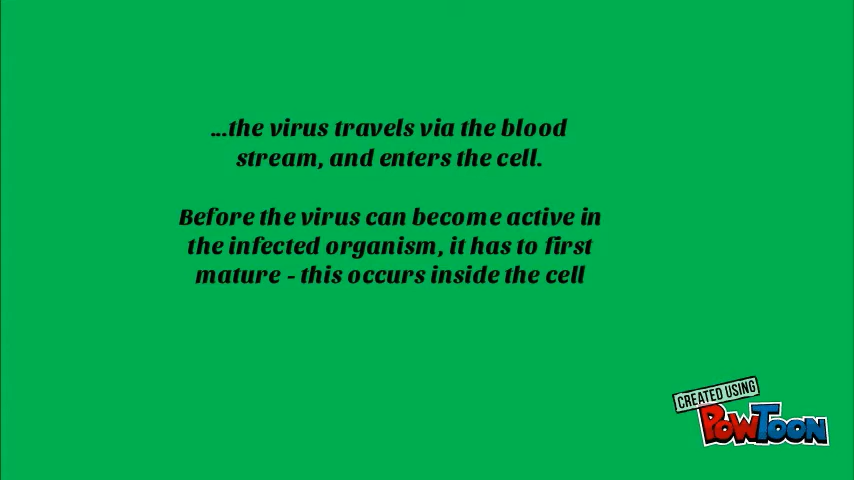 ...the virus travels via the blood
stream, and enters the cell.
Before the virus can become active in
the infected organism, it has to first
mature - this occurs inside the cell
CREATED USING
POWTOON